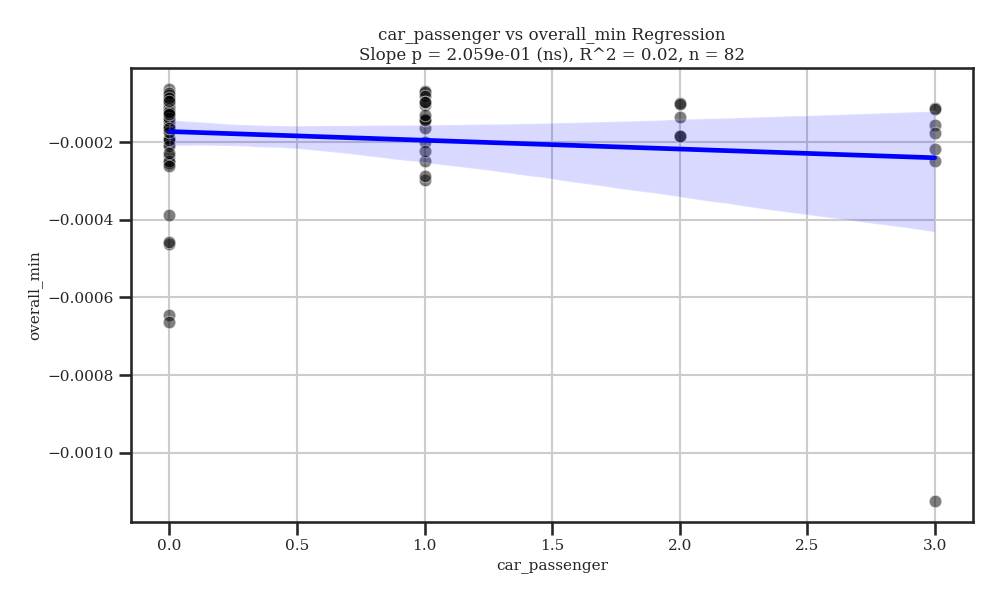 car_passenger vs overall_min Regression
Slope p = 2.059e-01 (ns), R^2 = 0.02, n = 82
−0.0002
−0.0004
−0.0006
−0.0008
−0.0010
overall_min
0.0 0.5 1.0 1.5 2.0 2.5 3.0
car_passenger